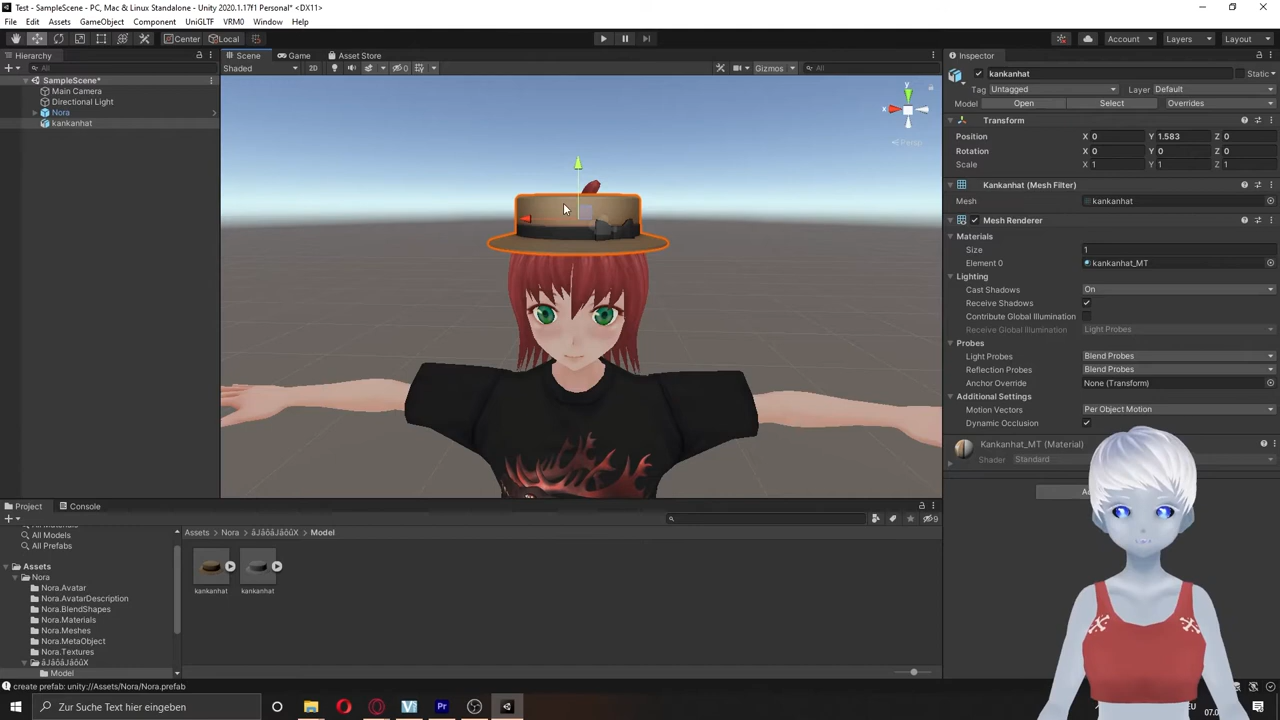 Test - SampleScene - PC, Mac & Linux Standalone - Unity 2020.1.17f1 Personal* <DX11>
File Edit Assets GameObject Component UniGLTF VRM0 Window Help
Center Local Account Layers Layout
Hierarchy
All
SampleScene*
Main Camera
Directional Light
Nora
kankanhat
Scene Game Asset Store
Shaded 2D 0 Gizmos All
y
x
Persp
Inspector
kankanhat Static
Tag Untagged Layer Default
Model Open Select Overrides
Transform
Position X 0 Y 1.583 Z 0
Rotation X 0 Y 0 Z 0
Scale X 1 Y 1 Z 1
Kankanhat (Mesh Filter)
Mesh kankanhat
Mesh Renderer
Materials
Size 1
Element 0 kankanhat_MT
Lighting
Cast Shadows On
Receive Shadows
Contribute Global Illumination
Receive Global Illumination Light Probes
Probes
Light Probes Blend Probes
Reflection Probes Blend Probes
Anchor Override None (Transform)
Additional Settings
Motion Vectors Per Object Motion
Dynamic Occlusion
Kankanhat_MT (Material)
Shader Standard
Project Console
9
All Models
All Prefabs
Assets
Nora
Nora.Avatar
Nora.AvatarDescription
Nora.BlendShapes
Nora.Materials
Nora.Meshes
Nora.MetaObject
Nora.Textures
Model
Assets Nora Model
kankanhat kankanhat
create prefab: unity://Assets/Nora/Nora.prefab
Zur Suche Text hier eingeben
Pr